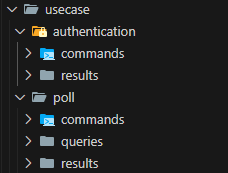 usecase
authentication
commands
results
poll
commands
queries
results